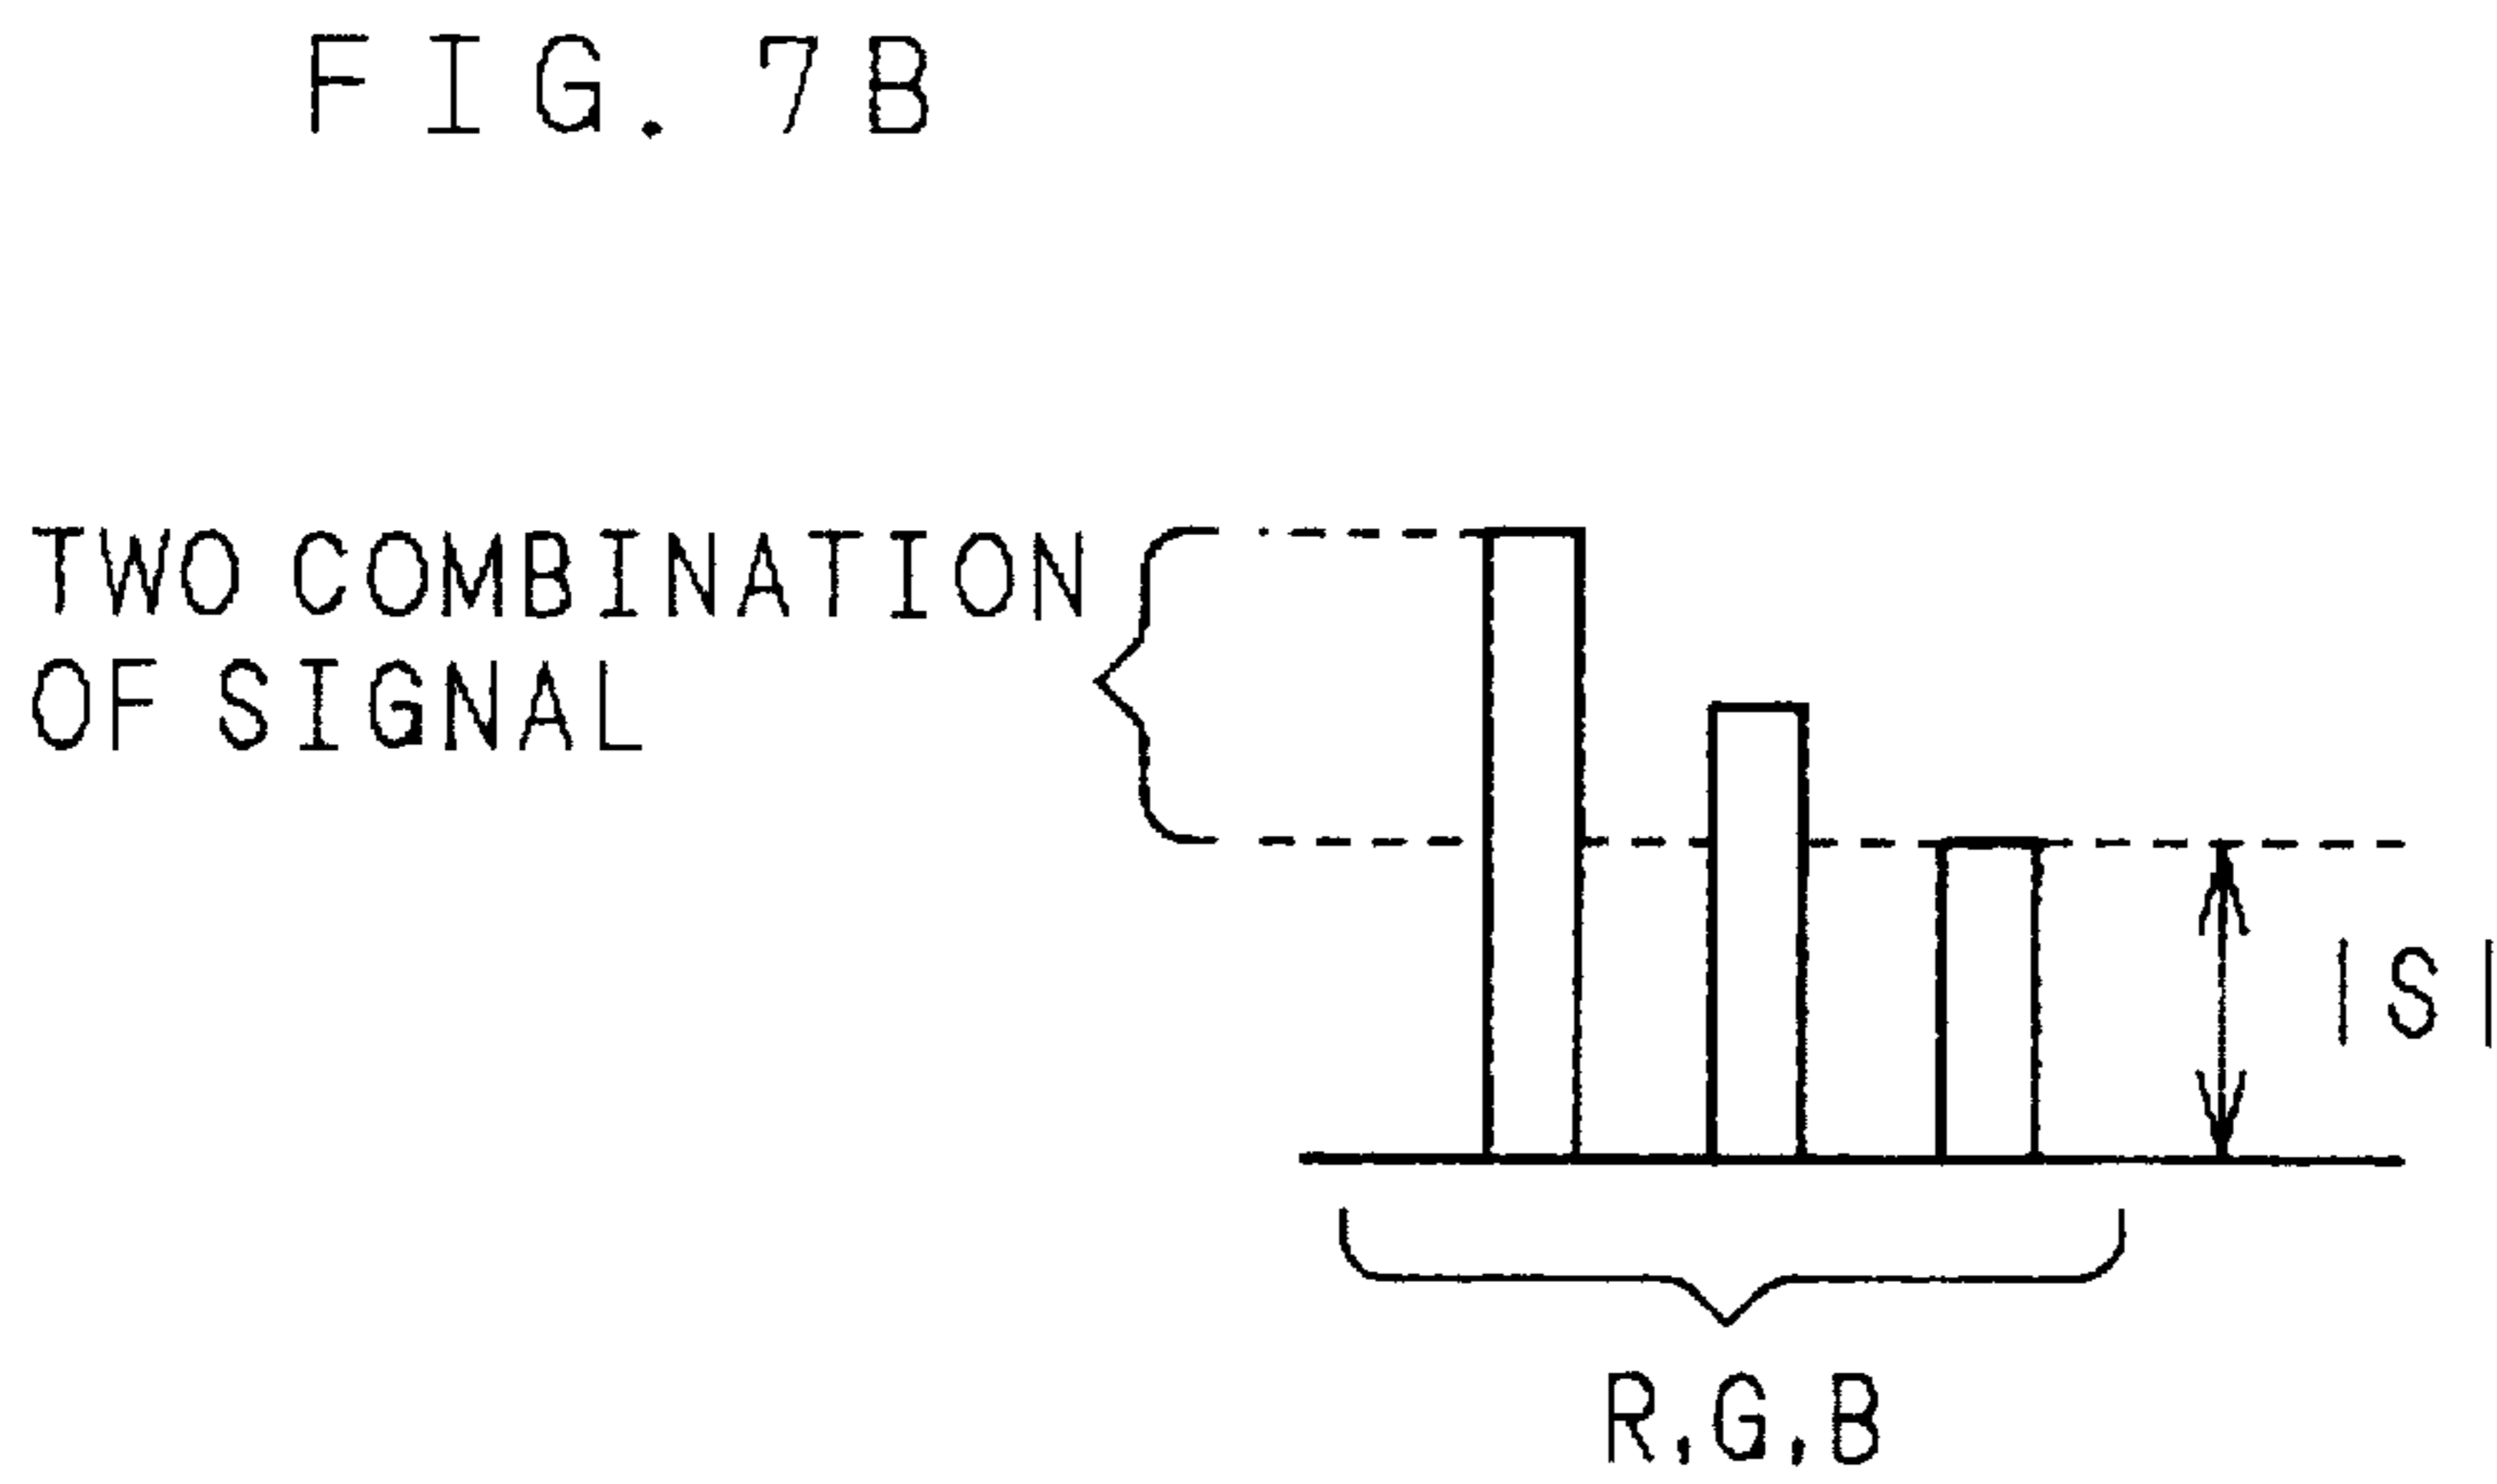 FIG. 7B
TWO COMBINATION
OF SIGNAL
|S|
R,G,B